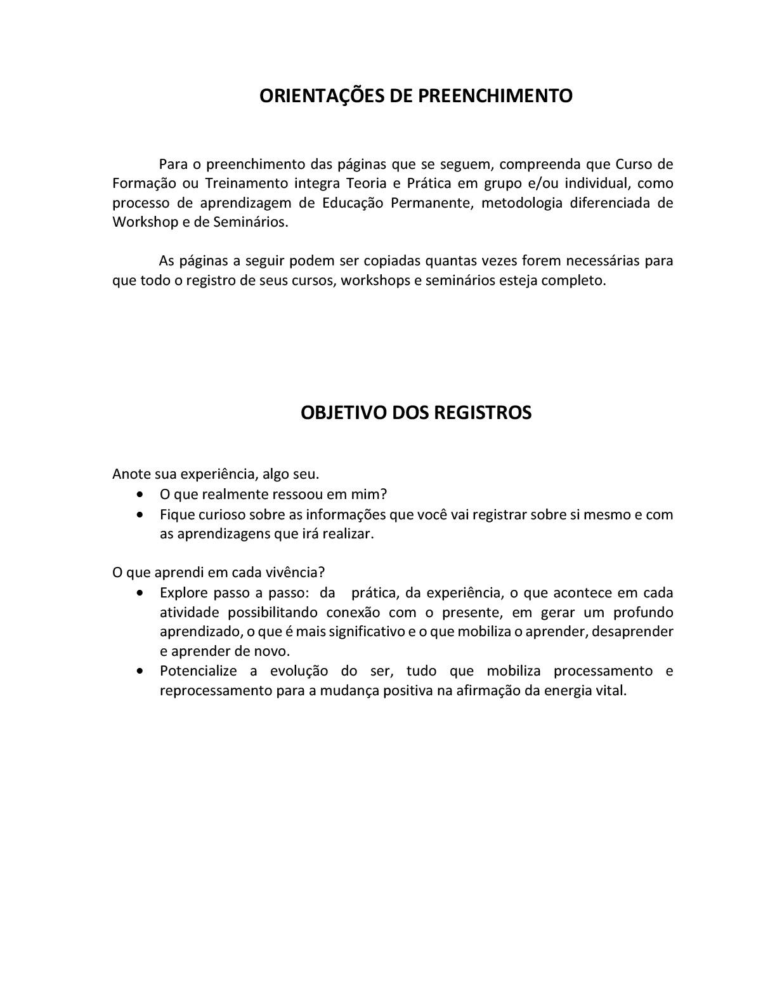 ORIENTAÇÕES DE PREENCHIMENTO
Para o preenchimento das páginas que se seguem, compreenda que Curso de
Formação ou Treinamento integra Teoria e Prática em grupo e/ou individual, como
processo de aprendizagem de Educação Permanente, metodologia diferenciada de
Workshop e de Seminários.
As páginas a seguir podem ser copiadas quantas vezes forem necessárias para
que todo o registro de seus cursos, workshops e seminários esteja completo.
OBJETIVO DOS REGISTROS
Anote sua experiência, algo seu.
• O que realmente ressoou em mim?
• Fique curioso sobre as informações que você vai registrar sobre si mesmo e com
as aprendizagens que irá realizar.
O que aprendi em cada vivência?
• Explore passo a passo: da prática, da experiência, o que acontece em cada
atividade possibilitando conexão com o presente, em gerar um profundo
aprendizado, o que é mais significativo e o que mobiliza o aprender, desaprender
e aprender de novo.
• Potencialize a evolução do ser, tudo que mobiliza processamento e
reprocessamento para a mudança positiva na afirmação da energia vital.